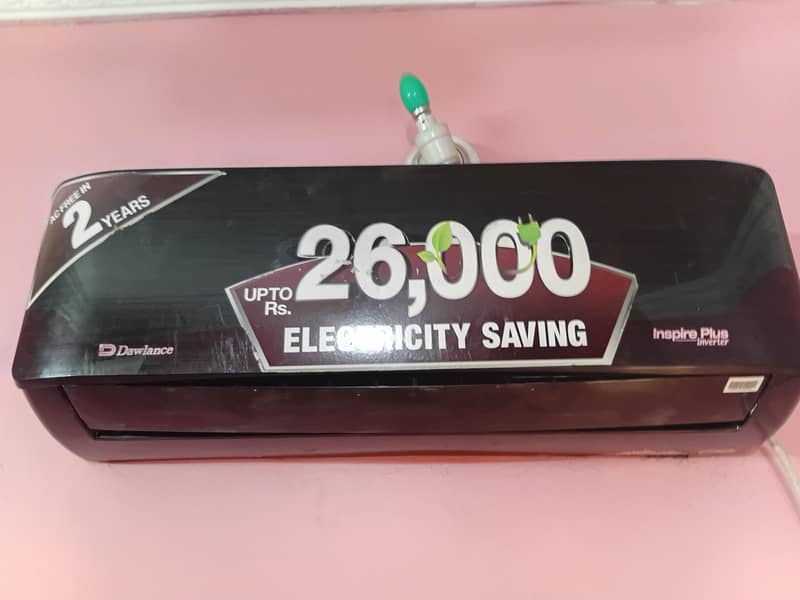 AC FREE IN
2 YEARS
UPTO
Rs.
26,000
ELECTRICITY SAVING
Dawlance
Inspire Plus
Inverter